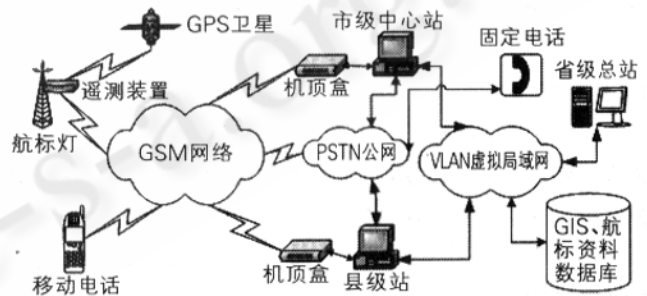 GPS卫星
市级中心站
固定电话
省级总站
遥测装置
机顶盒
航标灯
GSM网络
PSTN公网
VLAN虚拟局域网
移动电话
机顶盒
县级站
GIS、航
标资料
数据库